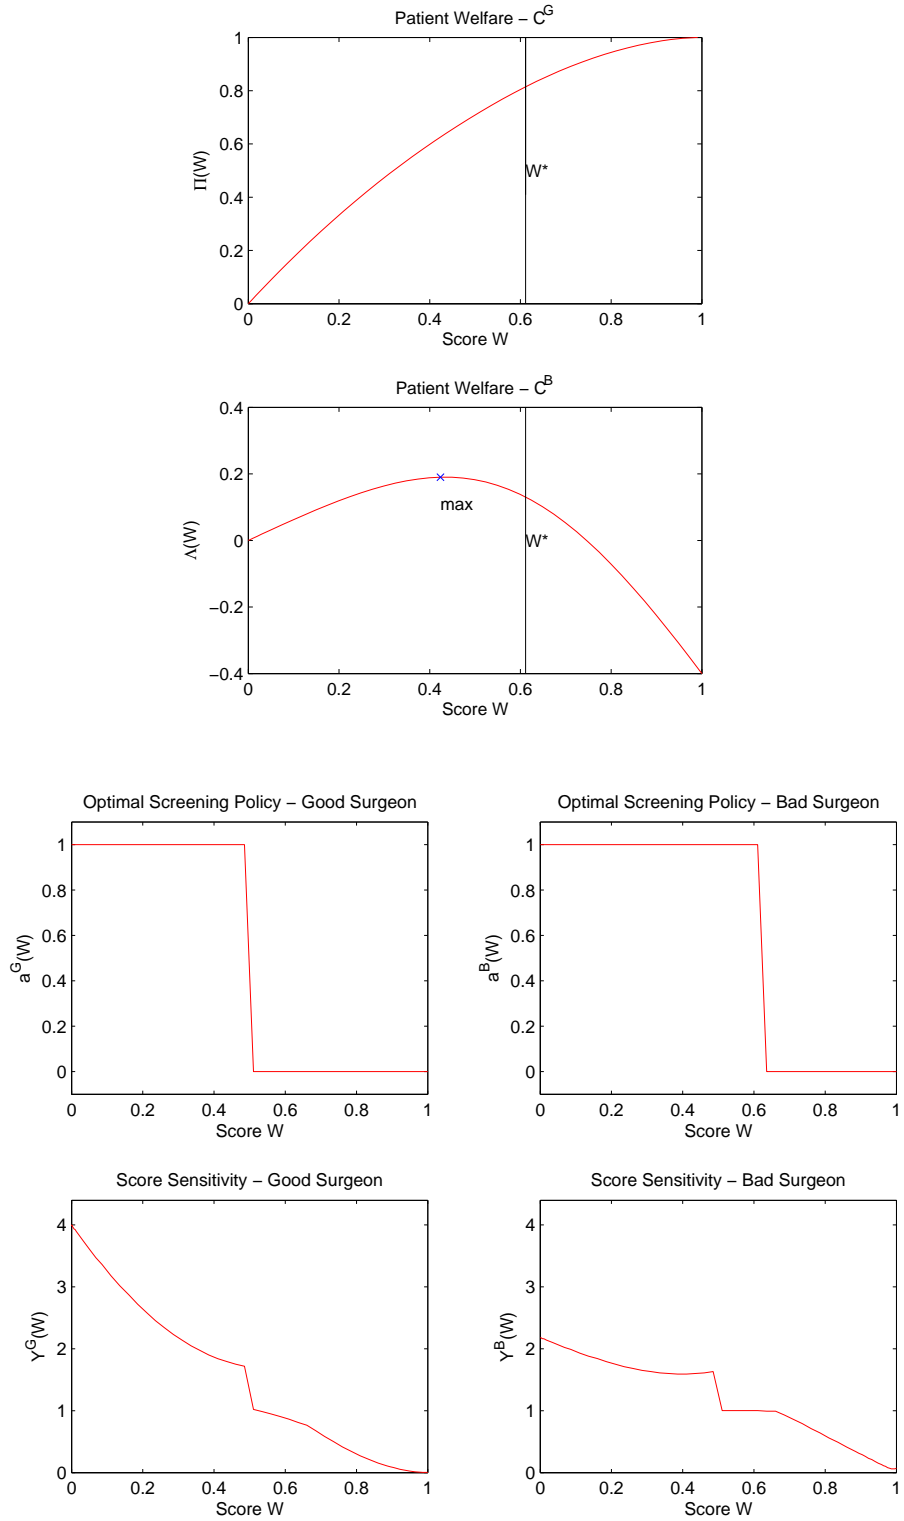 Patient Welfare – C^G
1
0.8
0.6
0.4
0.2
0
Π(W)
W*
0 0.2 0.4 0.6 0.8 1
Score W
Patient Welfare – C^B
0.4
0.2
0
−0.2
−0.4
Λ(W)
max
W*
0 0.2 0.4 0.6 0.8 1
Score W
Optimal Screening Policy – Good Surgeon
1
0.8
0.6
0.4
0.2
0
a^G(W)
0 0.2 0.4 0.6 0.8 1
Score W
Optimal Screening Policy – Bad Surgeon
1
0.8
0.6
0.4
0.2
0
a^B(W)
0 0.2 0.4 0.6 0.8 1
Score W
Score Sensitivity – Good Surgeon
4
3
2
1
0
Y^G(W)
0 0.2 0.4 0.6 0.8 1
Score W
Score Sensitivity – Bad Surgeon
4
3
2
1
0
Y^B(W)
0 0.2 0.4 0.6 0.8 1
Score W